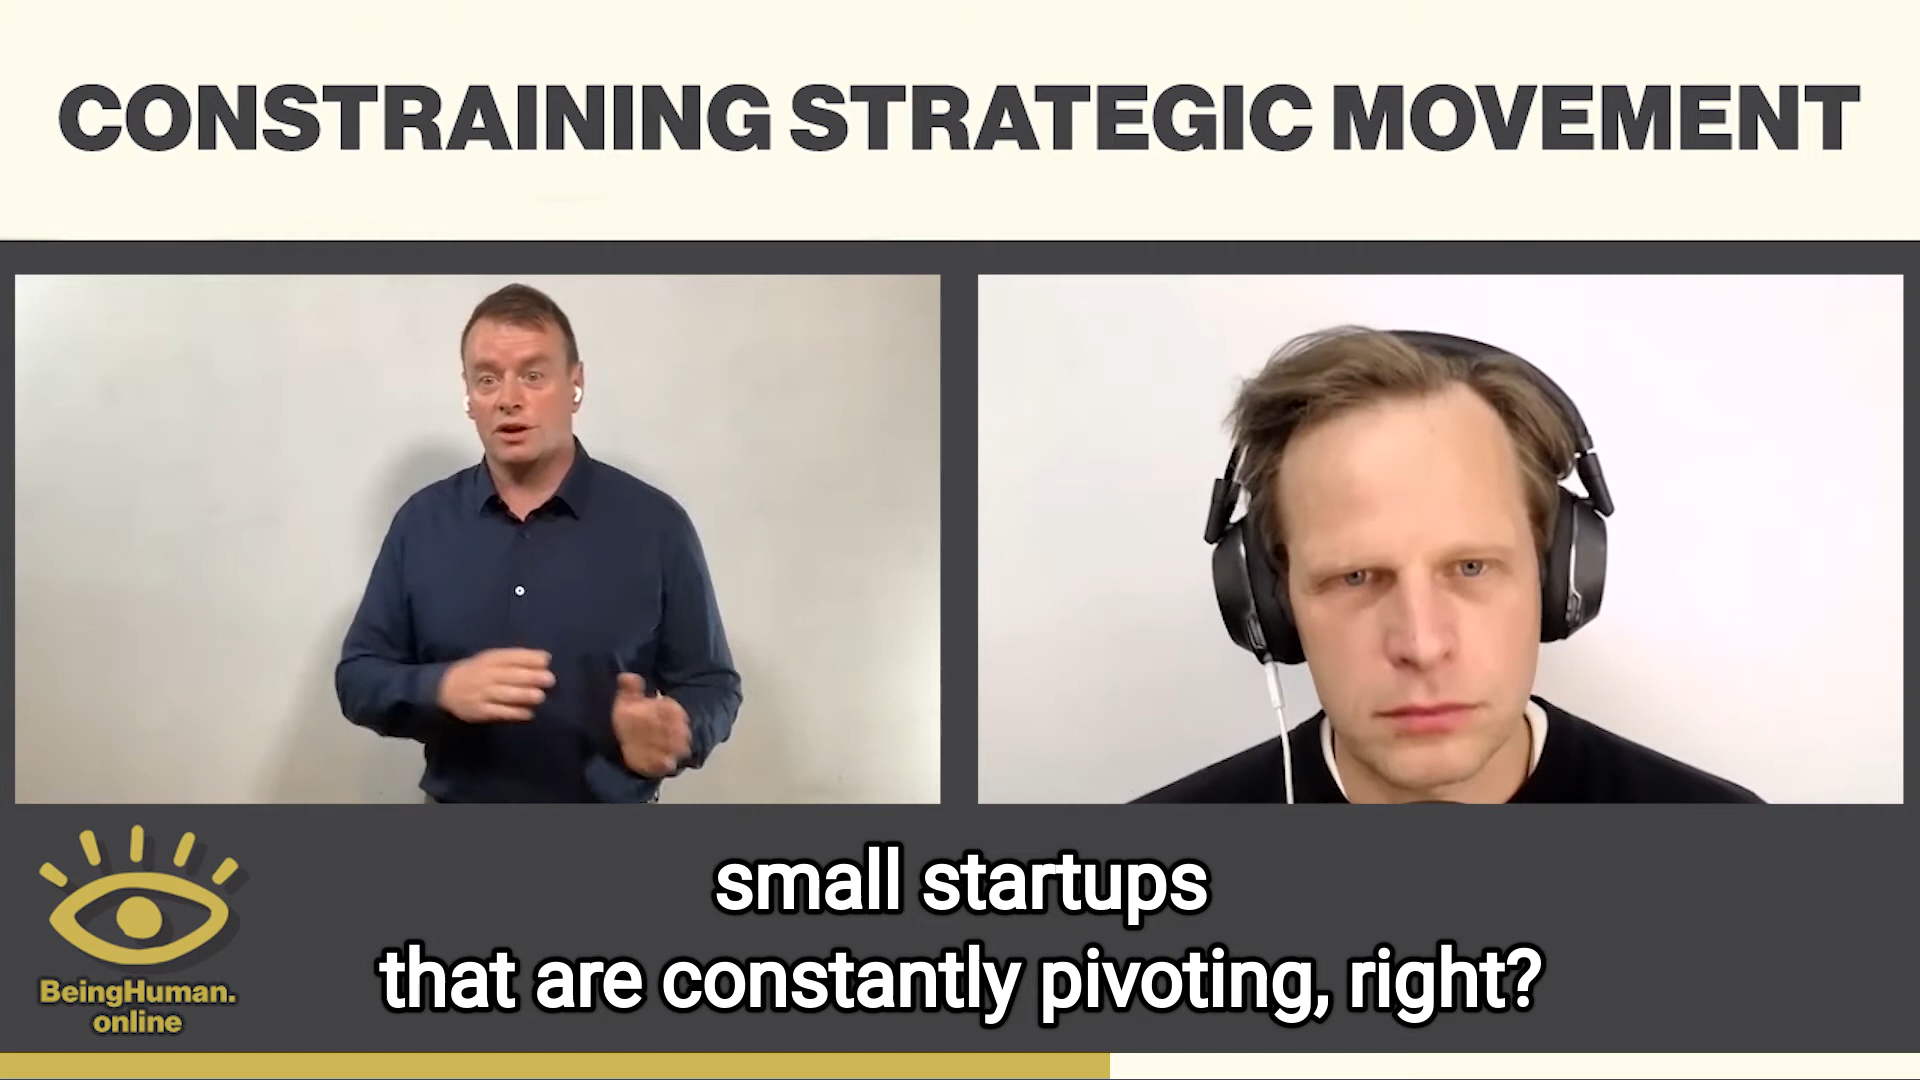 CONSTRAINING STRATEGIC MOVEMENT
small startups
that are constantly pivoting, right?
BeingHuman.
online